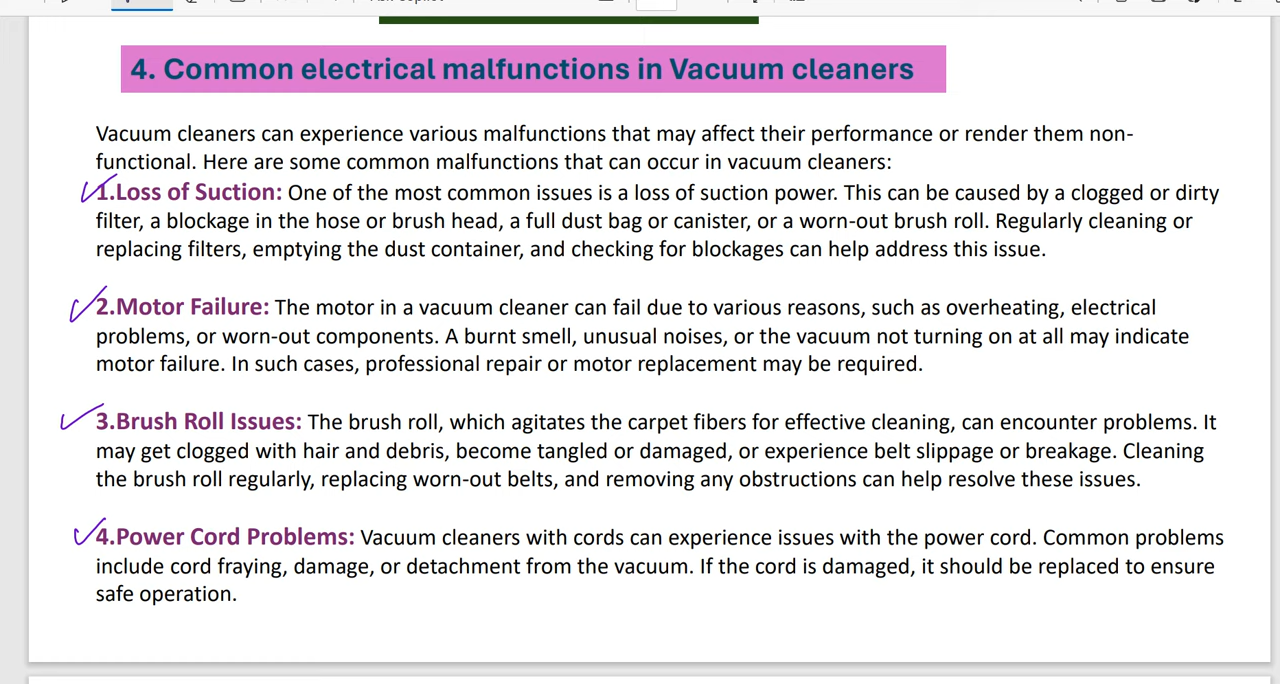 4. Common electrical malfunctions in Vacuum cleaners
Vacuum cleaners can experience various malfunctions that may affect their performance or render them non-
functional. Here are some common malfunctions that can occur in vacuum cleaners:
1.Loss of Suction: One of the most common issues is a loss of suction power. This can be caused by a clogged or dirty
filter, a blockage in the hose or brush head, a full dust bag or canister, or a worn-out brush roll. Regularly cleaning or
replacing filters, emptying the dust container, and checking for blockages can help address this issue.
2.Motor Failure: The motor in a vacuum cleaner can fail due to various reasons, such as overheating, electrical
problems, or worn-out components. A burnt smell, unusual noises, or the vacuum not turning on at all may indicate
motor failure. In such cases, professional repair or motor replacement may be required.
3.Brush Roll Issues: The brush roll, which agitates the carpet fibers for effective cleaning, can encounter problems. It
may get clogged with hair and debris, become tangled or damaged, or experience belt slippage or breakage. Cleaning
the brush roll regularly, replacing worn-out belts, and removing any obstructions can help resolve these issues.
4.Power Cord Problems: Vacuum cleaners with cords can experience issues with the power cord. Common problems
include cord fraying, damage, or detachment from the vacuum. If the cord is damaged, it should be replaced to ensure
safe operation.